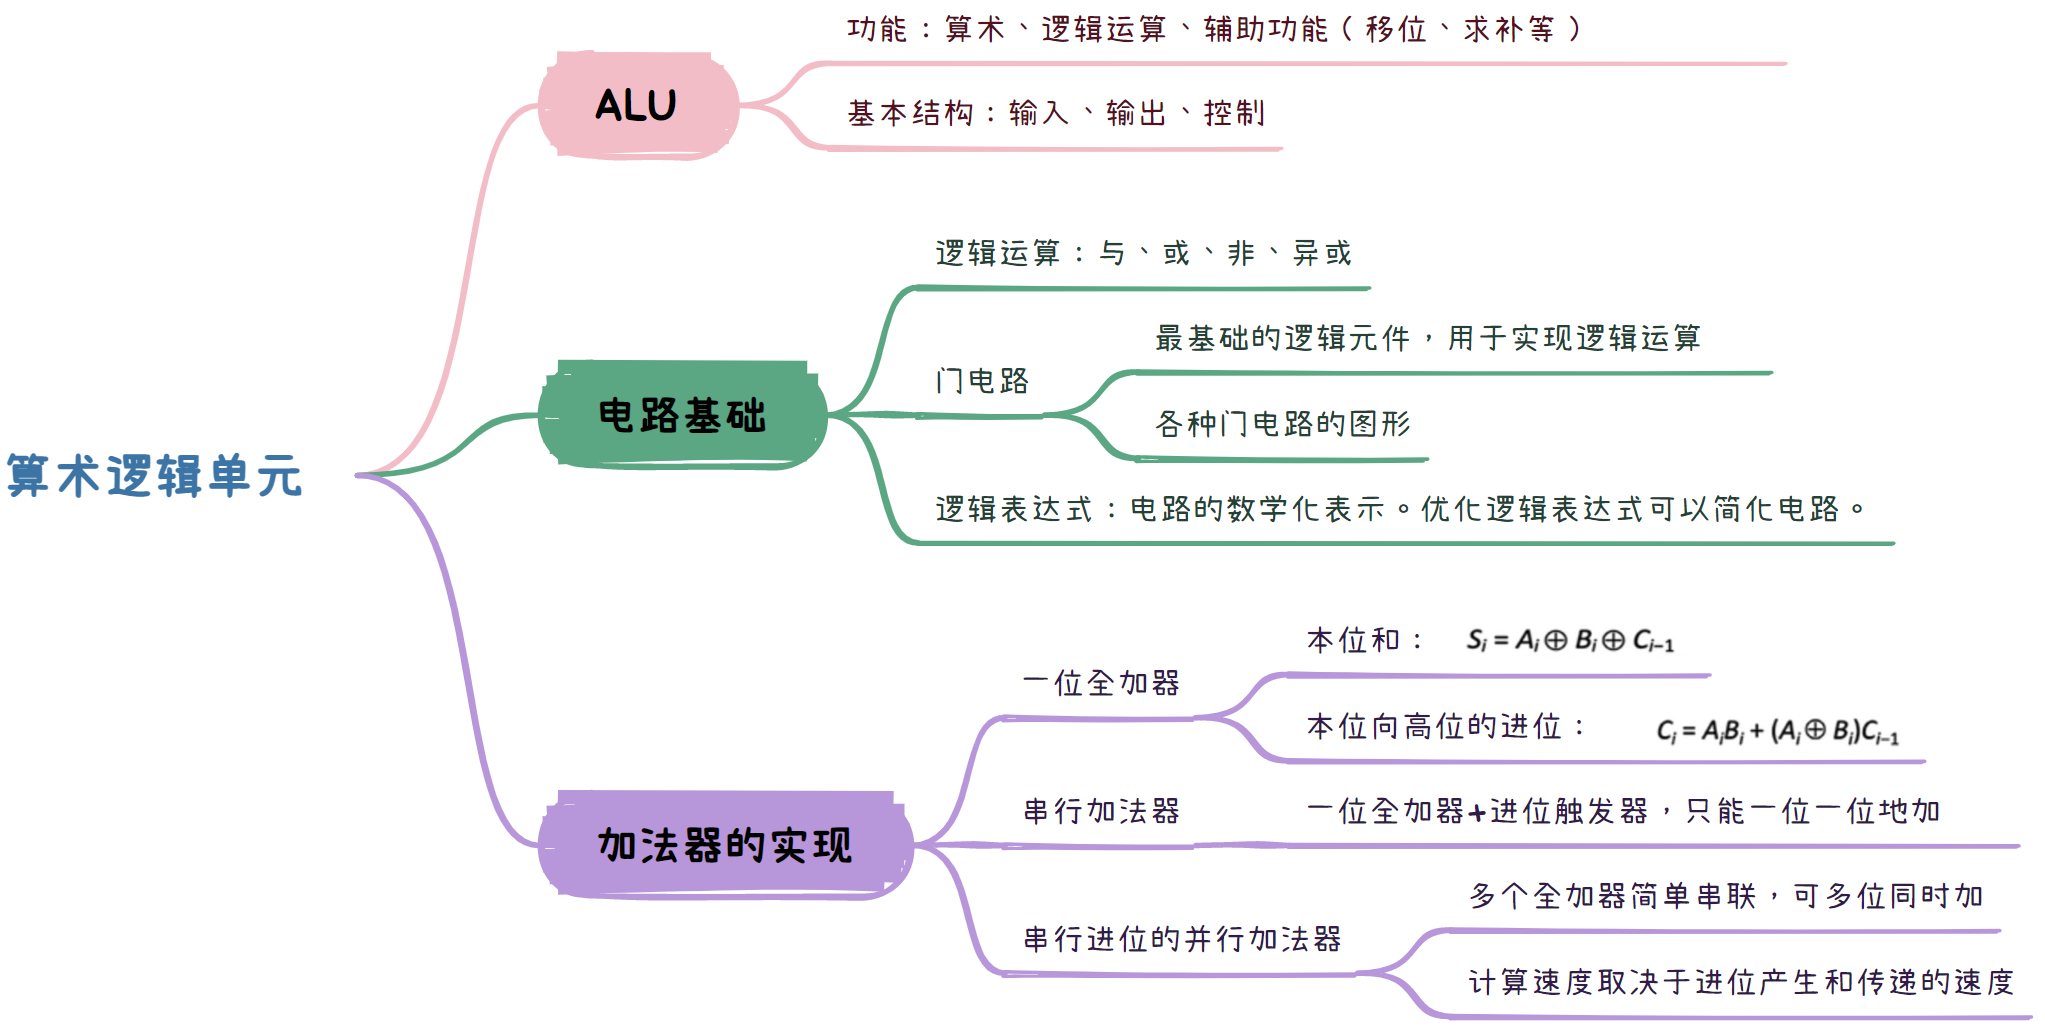 算术逻辑单元
ALU
功能：算术、逻辑运算、辅助功能（移位、求补等）
基本结构：输入、输出、控制
电路基础
逻辑运算：与、或、非、异或
门电路
最基础的逻辑元件，用于实现逻辑运算
各种门电路的图形
逻辑表达式：电路的数学化表示。优化逻辑表达式可以简化电路。
加法器的实现
一位全加器
本位和： Sᵢ = Aᵢ ⊕ Bᵢ ⊕ Cᵢ₋₁
本位向高位的进位： Cᵢ = AᵢBᵢ + (Aᵢ ⊕ Bᵢ)Cᵢ₋₁
串行加法器
一位全加器+进位触发器，只能一位一位地加
串行进位的并行加法器
多个全加器简单串联，可多位同时加
计算速度取决于进位产生和传递的速度